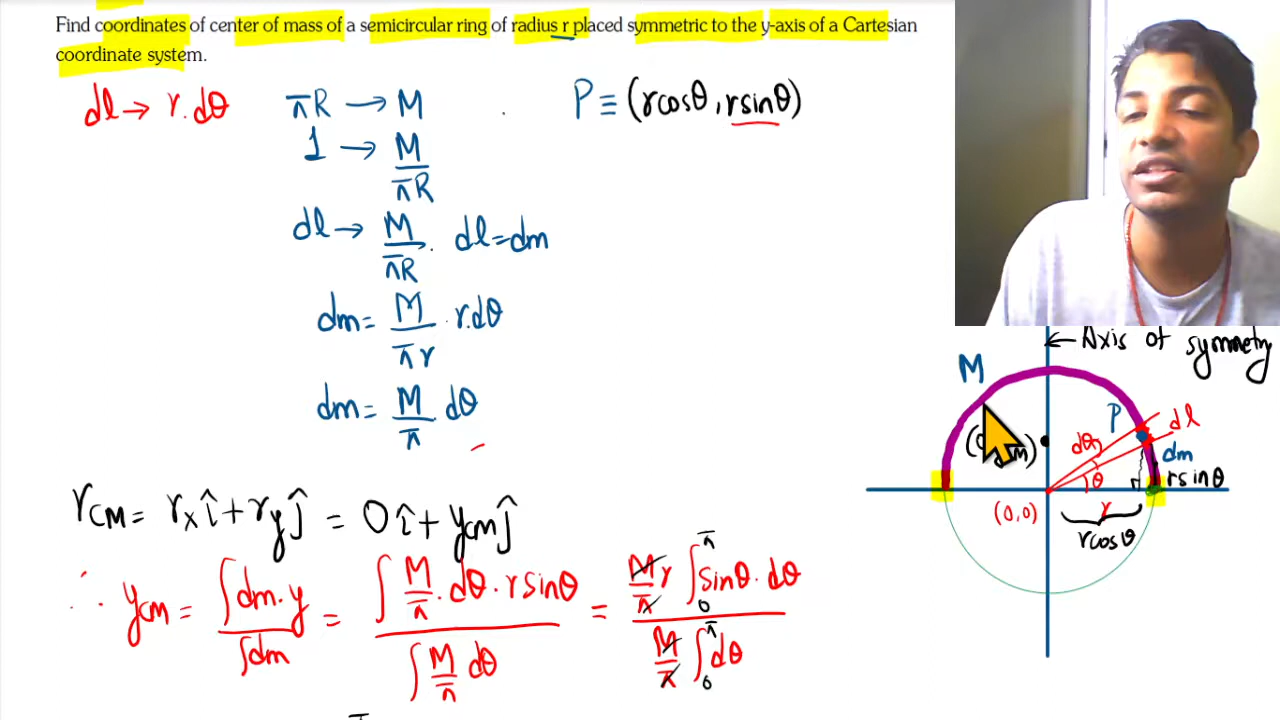 Find coordinates of center of mass of a semicircular ring of radius r placed symmetric to the y-axis of a Cartesian
coordinate system.
dl → r.dθ
πR → M
1 → M/πR
dl → M/πR . dl = dm
dm = M/πr . r.dθ
dm = M/π dθ
P ≡ (rcosθ, rsinθ)
r_CM = r_x î + r_y ĵ = 0î + y_CM ĵ
∴ y_CM = ∫dm.y / ∫dm = ∫ M/π . dθ . rsinθ / ∫ M/π dθ = M/π r ∫₀^π sinθ . dθ / M/π ∫₀^π dθ
← Axis of symmetry
M
P
dl
dθ
dm
θ
rsinθ
(0,0)
r
rcosθ